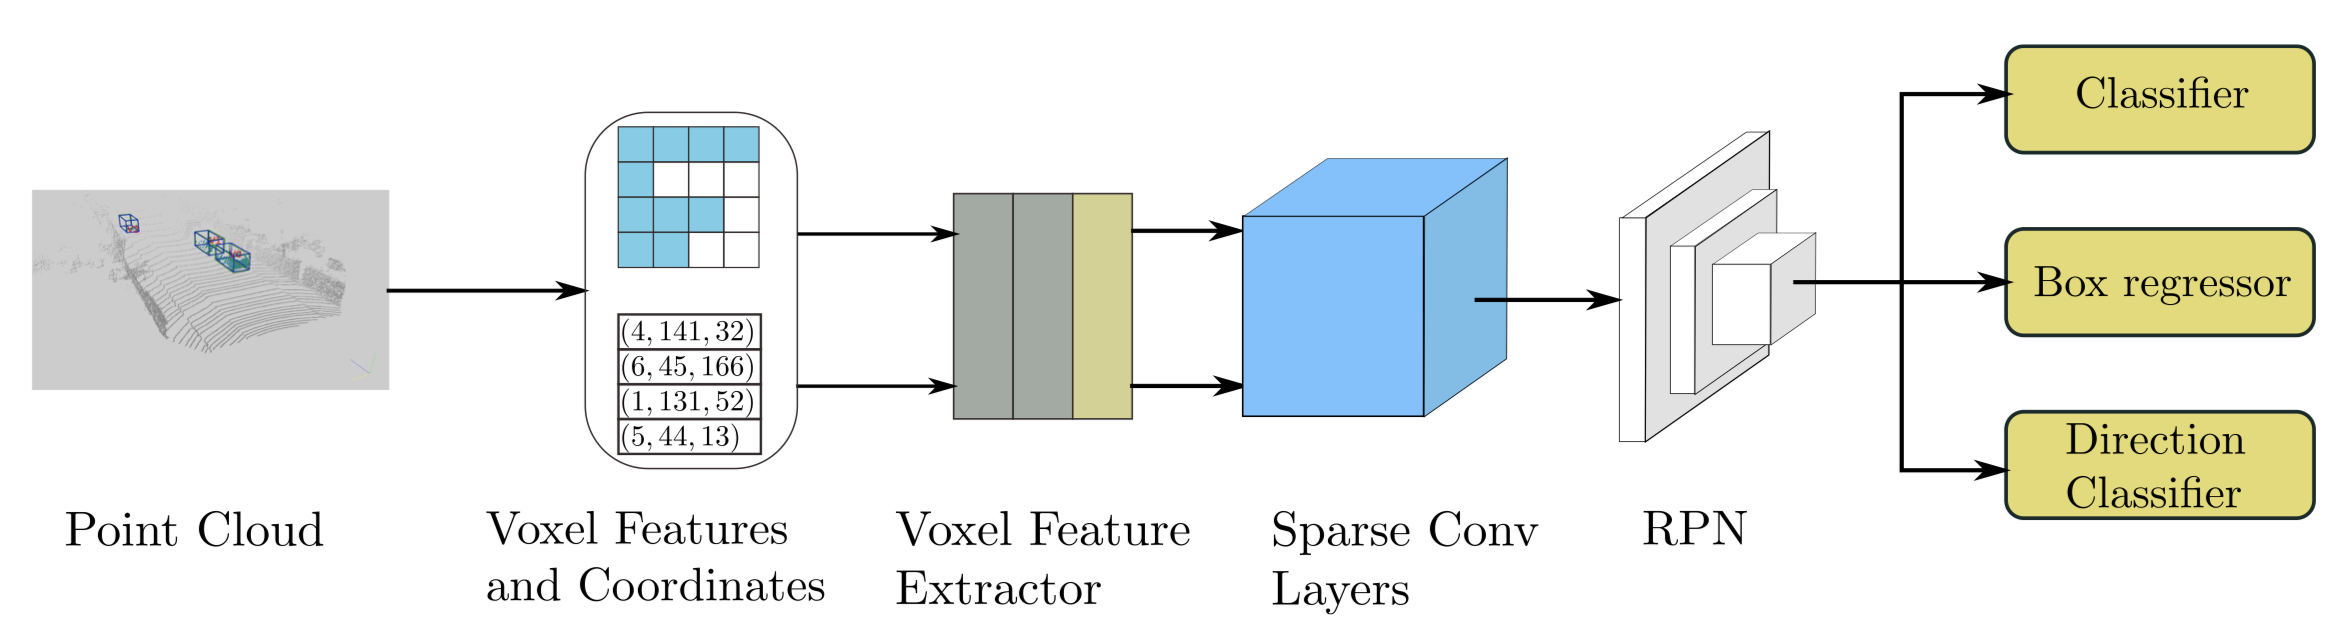 Classifier
(4, 141, 32)
(6, 45, 166)
(1, 131, 52)
(5, 44, 13)
Box regressor
Direction
Classifier
Point Cloud
Voxel Features
and Coordinates
Voxel Feature
Extractor
Sparse Conv
Layers
RPN